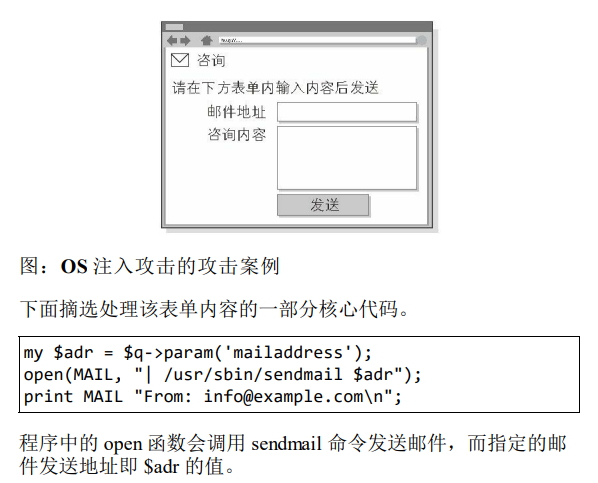 咨询
请在下方表单内输入内容后发送
邮件地址
咨询内容
发送
图：OS 注入攻击的攻击案例
下面摘选处理该表单内容的一部分核心代码。
my $adr = $q->param('mailaddress');
open(MAIL, "| /usr/sbin/sendmail $adr");
print MAIL "From: info@example.com\n";
程序中的 open 函数会调用 sendmail 命令发送邮件，而指定的邮
件发送地址即 $adr 的值。